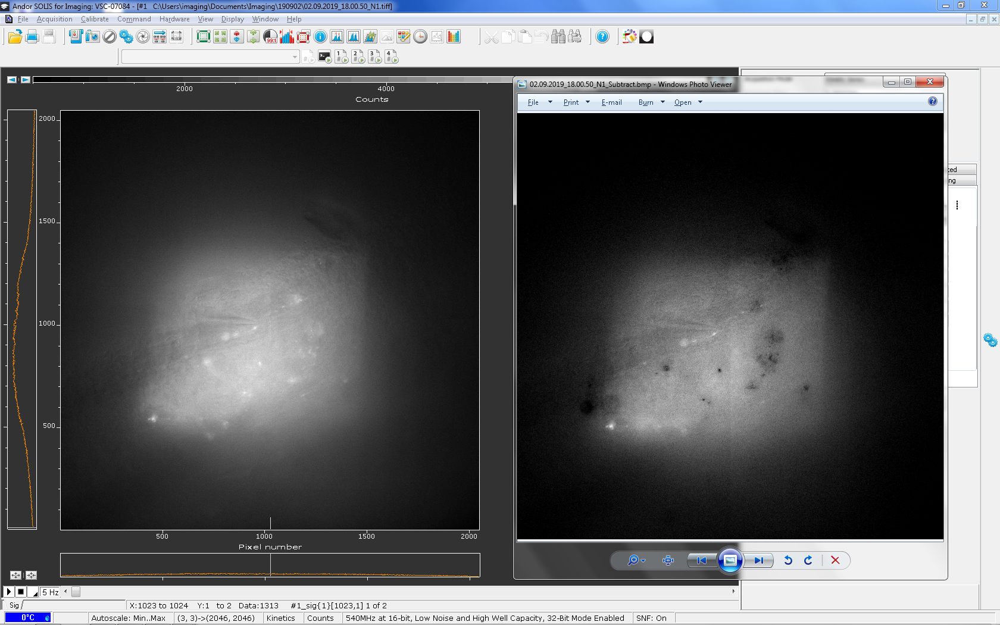 Andor SOLIS for Imaging: VSC-07084 - [#1 C:\Users\imaging\Documents\Imaging\190902\02.09.2019_18.00.50_N1.tiff]
File Acquisition Calibrate Command Hardware View Display Window Help
99:1
# 1 # 2 # 3 # 4 #
2000 4000
Counts
02.09.2019_18.00.50_N1_Subtract.bmp - Windows Photo Viewer
File Print E-mail Burn Open
2000
1500
1000
500
500 1000 1500 2000
Pixel number
ted
ng
5 Hz
Sig
X:1023 to 1024 Y:1 to 2 Data:1313 #1_sig{1}[1023,1] 1 of 2
0°C Autoscale: Min..Max (3, 3)->(2046, 2046) Kinetics Counts 540MHz at 16-bit, Low Noise and High Well Capacity, 32-Bit Mode Enabled SNF: On